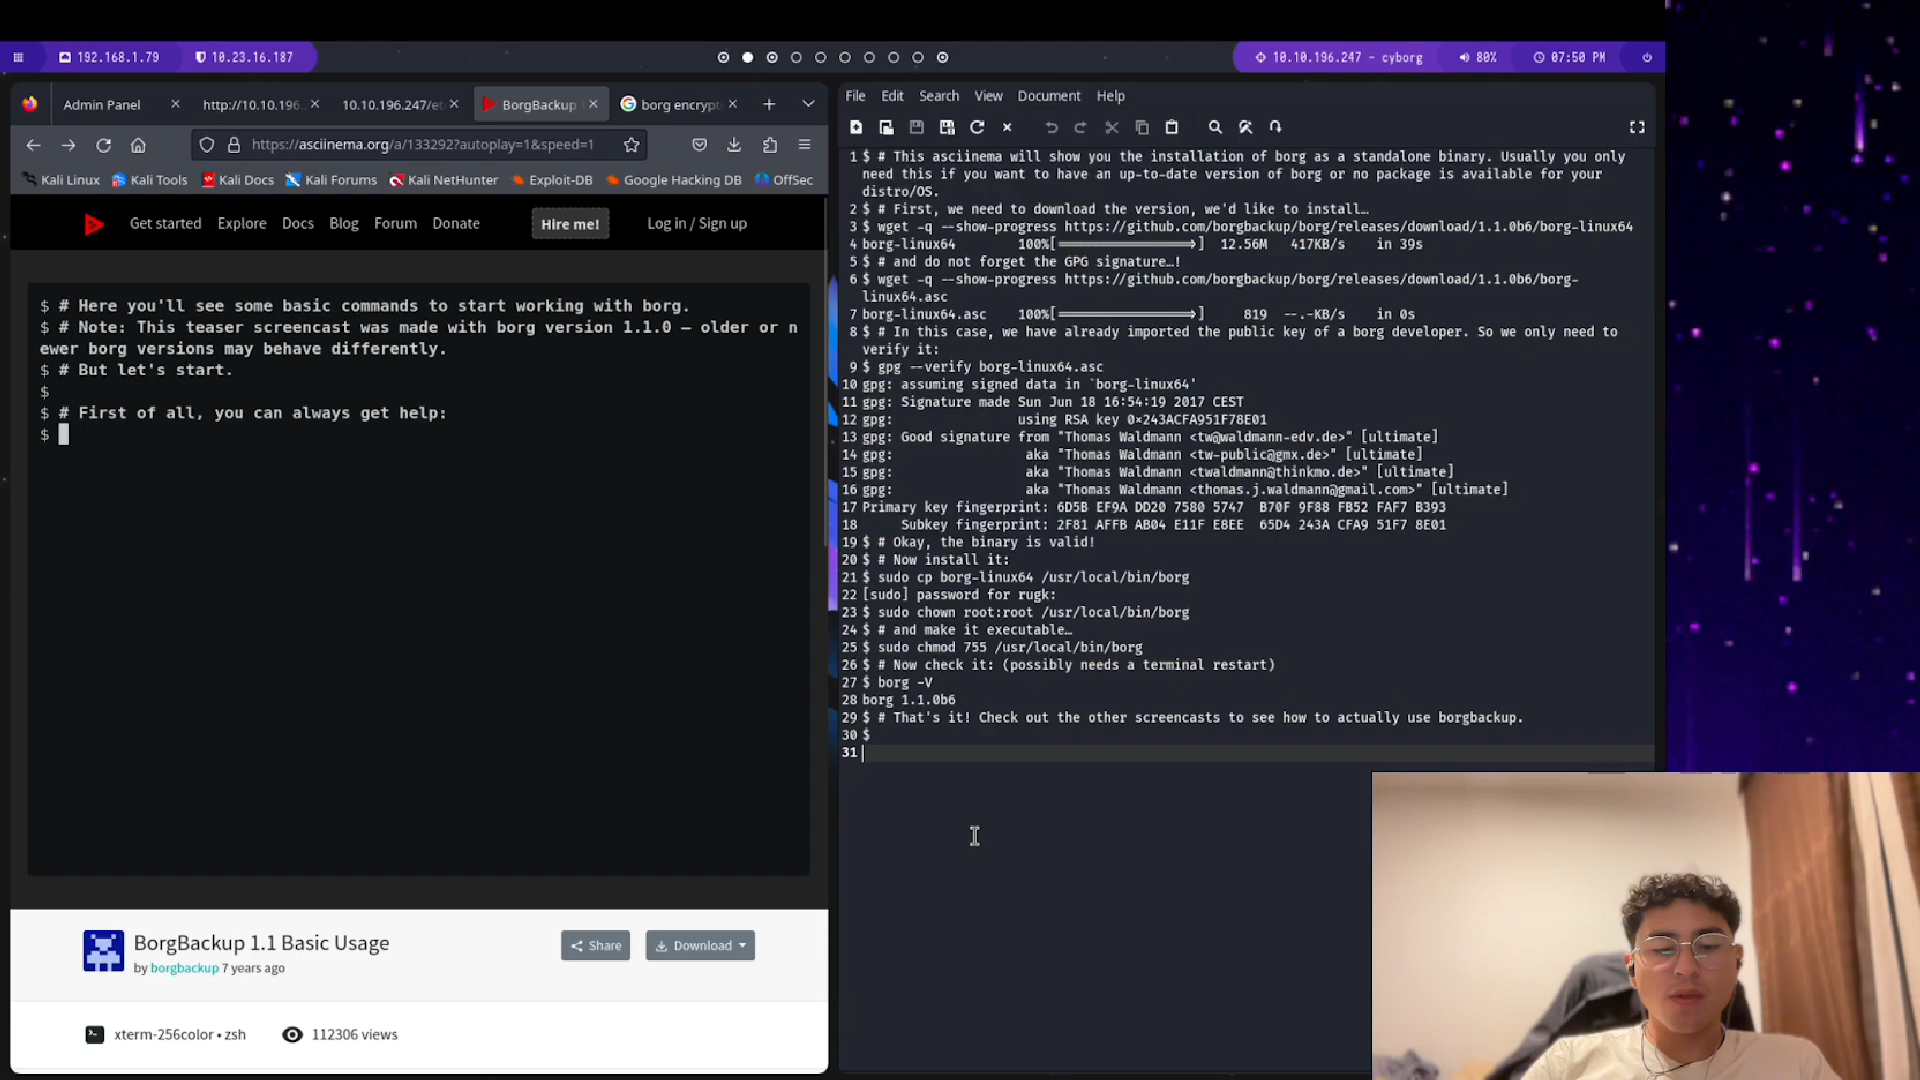 192.168.1.79
10.23.16.187
10.10.196.247 - cyborg
80%
07:50 PM
Admin Panel
http://10.10.196.
10.10.196.247/et
BorgBackup
borg encrypt
https://asciinema.org/a/133292?autoplay=1&speed=1
Kali Linux
Kali Tools
Kali Docs
Kali Forums
Kali NetHunter
Exploit-DB
Google Hacking DB
OffSec
Get started
Explore
Docs
Blog
Forum
Donate
Hire me!
Log in / Sign up
$ # Here you'll see some basic commands to start working with borg.
$ # Note: This teaser screencast was made with borg version 1.1.0 – older or n
ewer borg versions may behave differently.
$ # But let's start.
$
$ # First of all, you can always get help:
$
BorgBackup 1.1 Basic Usage
by borgbackup 7 years ago
Share
Download
xterm-256color • zsh
112306 views
File Edit Search View Document Help
1 $ # This asciinema will show you the installation of borg as a standalone binary. Usually you only
need this if you want to have an up-to-date version of borg or no package is available for your
distro/OS.
2 $ # First, we need to download the version, we'd like to install…
3 $ wget -q --show-progress https://github.com/borgbackup/borg/releases/download/1.1.0b6/borg-linux64
4 borg-linux64 100%[===================>] 12.56M 417KB/s in 39s
5 $ # and do not forget the GPG signature…!
6 $ wget -q --show-progress https://github.com/borgbackup/borg/releases/download/1.1.0b6/borg-
linux64.asc
7 borg-linux64.asc 100%[===================>] 819 --.-KB/s in 0s
8 $ # In this case, we have already imported the public key of a borg developer. So we only need to
verify it:
9 $ gpg --verify borg-linux64.asc
10 gpg: assuming signed data in `borg-linux64'
11 gpg: Signature made Sun Jun 18 16:54:19 2017 CEST
12 gpg: using RSA key 0x243ACFA951F78E01
13 gpg: Good signature from "Thomas Waldmann <tw@waldmann-edv.de>" [ultimate]
14 gpg: aka "Thomas Waldmann <tw-public@gmx.de>" [ultimate]
15 gpg: aka "Thomas Waldmann <twaldmann@thinkmo.de>" [ultimate]
16 gpg: aka "Thomas Waldmann <thomas.j.waldmann@gmail.com>" [ultimate]
17 Primary key fingerprint: 6D5B EF9A DD20 7580 5747 B70F 9F88 FB52 FAF7 B393
18 Subkey fingerprint: 2F81 AFFB AB04 E11F E8EE 65D4 243A CFA9 51F7 8E01
19 $ # Okay, the binary is valid!
20 $ # Now install it:
21 $ sudo cp borg-linux64 /usr/local/bin/borg
22 [sudo] password for rugk:
23 $ sudo chown root:root /usr/local/bin/borg
24 $ # and make it executable…
25 $ sudo chmod 755 /usr/local/bin/borg
26 $ # Now check it: (possibly needs a terminal restart)
27 $ borg -V
28 borg 1.1.0b6
29 $ # That's it! Check out the other screencasts to see how to actually use borgbackup.
30 $
31